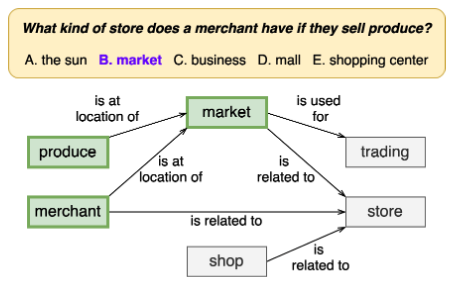 What kind of store does a merchant have if they sell produce?
A. the sun B. market C. business D. mall E. shopping center
is at
location of
market
is used
for
produce
is at
location of
is
related to
trading
merchant
is related to
store
shop
is
related to